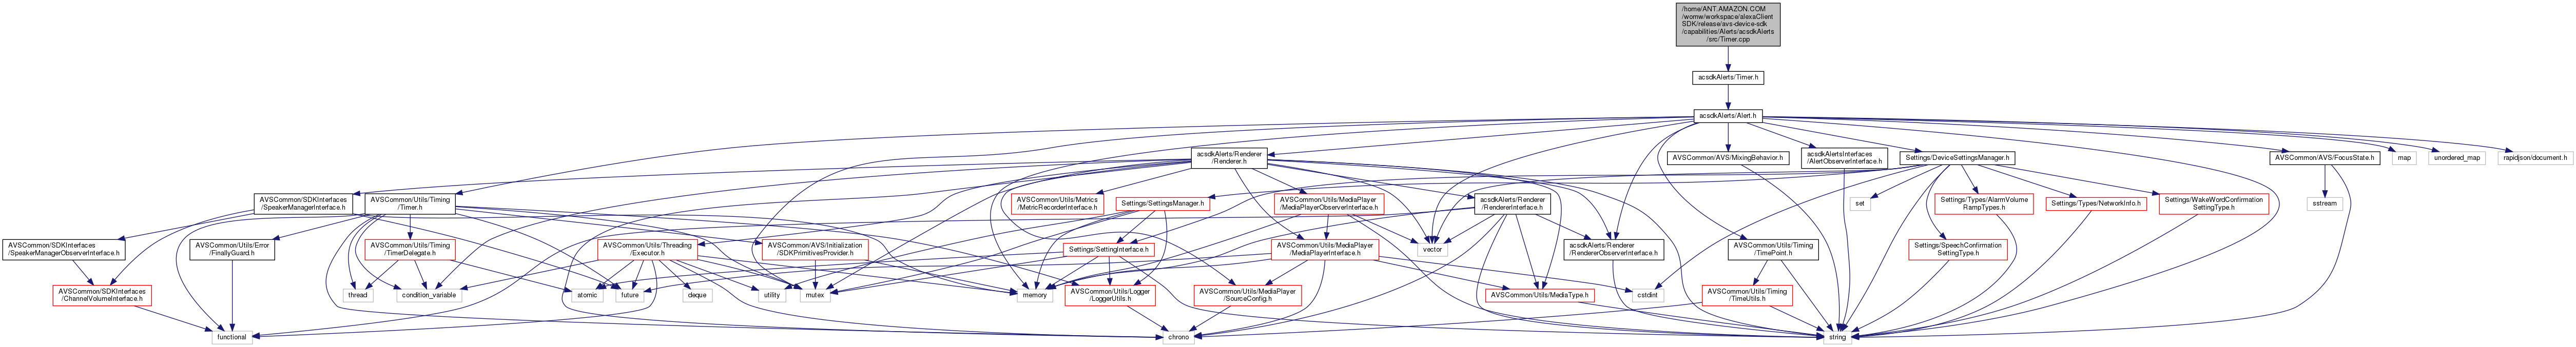 /home/ANT.AMAZON.COM
/womw/workspace/alexaClient
SDK/release/avs-device-sdk
/capabilities/Alerts/acsdkAlerts
/src/Timer.cpp
acsdkAlerts/Timer.h
acsdkAlerts/Alert.h
acsdkAlerts/Renderer
/Renderer.h
AVSCommon/AVS/MixingBehavior.h
acsdkAlertsInterfaces
/AlertObserverInterface.h
Settings/DeviceSettingsManager.h
AVSCommon/AVS/FocusState.h
map
unordered_map
rapidjson/document.h
AVSCommon/SDKInterfaces
/SpeakerManagerInterface.h
AVSCommon/Utils/Timing
/Timer.h
AVSCommon/Utils/Metrics
/MetricRecorderInterface.h
Settings/SettingsManager.h
AVSCommon/Utils/MediaPlayer
/MediaPlayerObserverInterface.h
acsdkAlerts/Renderer
/RendererInterface.h
set
Settings/Types/AlarmVolume
RampTypes.h
Settings/Types/NetworkInfo.h
Settings/WakeWordConfirmation
SettingType.h
sstream
AVSCommon/SDKInterfaces
/SpeakerManagerObserverInterface.h
AVSCommon/Utils/Error
/FinallyGuard.h
AVSCommon/Utils/Timing
/TimerDelegate.h
AVSCommon/Utils/Threading
/Executor.h
AVSCommon/AVS/Initialization
/SDKPrimitivesProvider.h
Settings/SettingInterface.h
AVSCommon/Utils/MediaPlayer
/MediaPlayerInterface.h
vector
acsdkAlerts/Renderer
/RendererObserverInterface.h
AVSCommon/Utils/Timing
/TimePoint.h
Settings/SpeechConfirmation
SettingType.h
AVSCommon/SDKInterfaces
/ChannelVolumeInterface.h
thread
condition_variable
atomic
future
deque
utility
mutex
memory
AVSCommon/Utils/Logger
/LoggerUtils.h
AVSCommon/Utils/MediaPlayer
/SourceConfig.h
AVSCommon/Utils/MediaType.h
cstdint
AVSCommon/Utils/Timing
/TimeUtils.h
functional
chrono
string